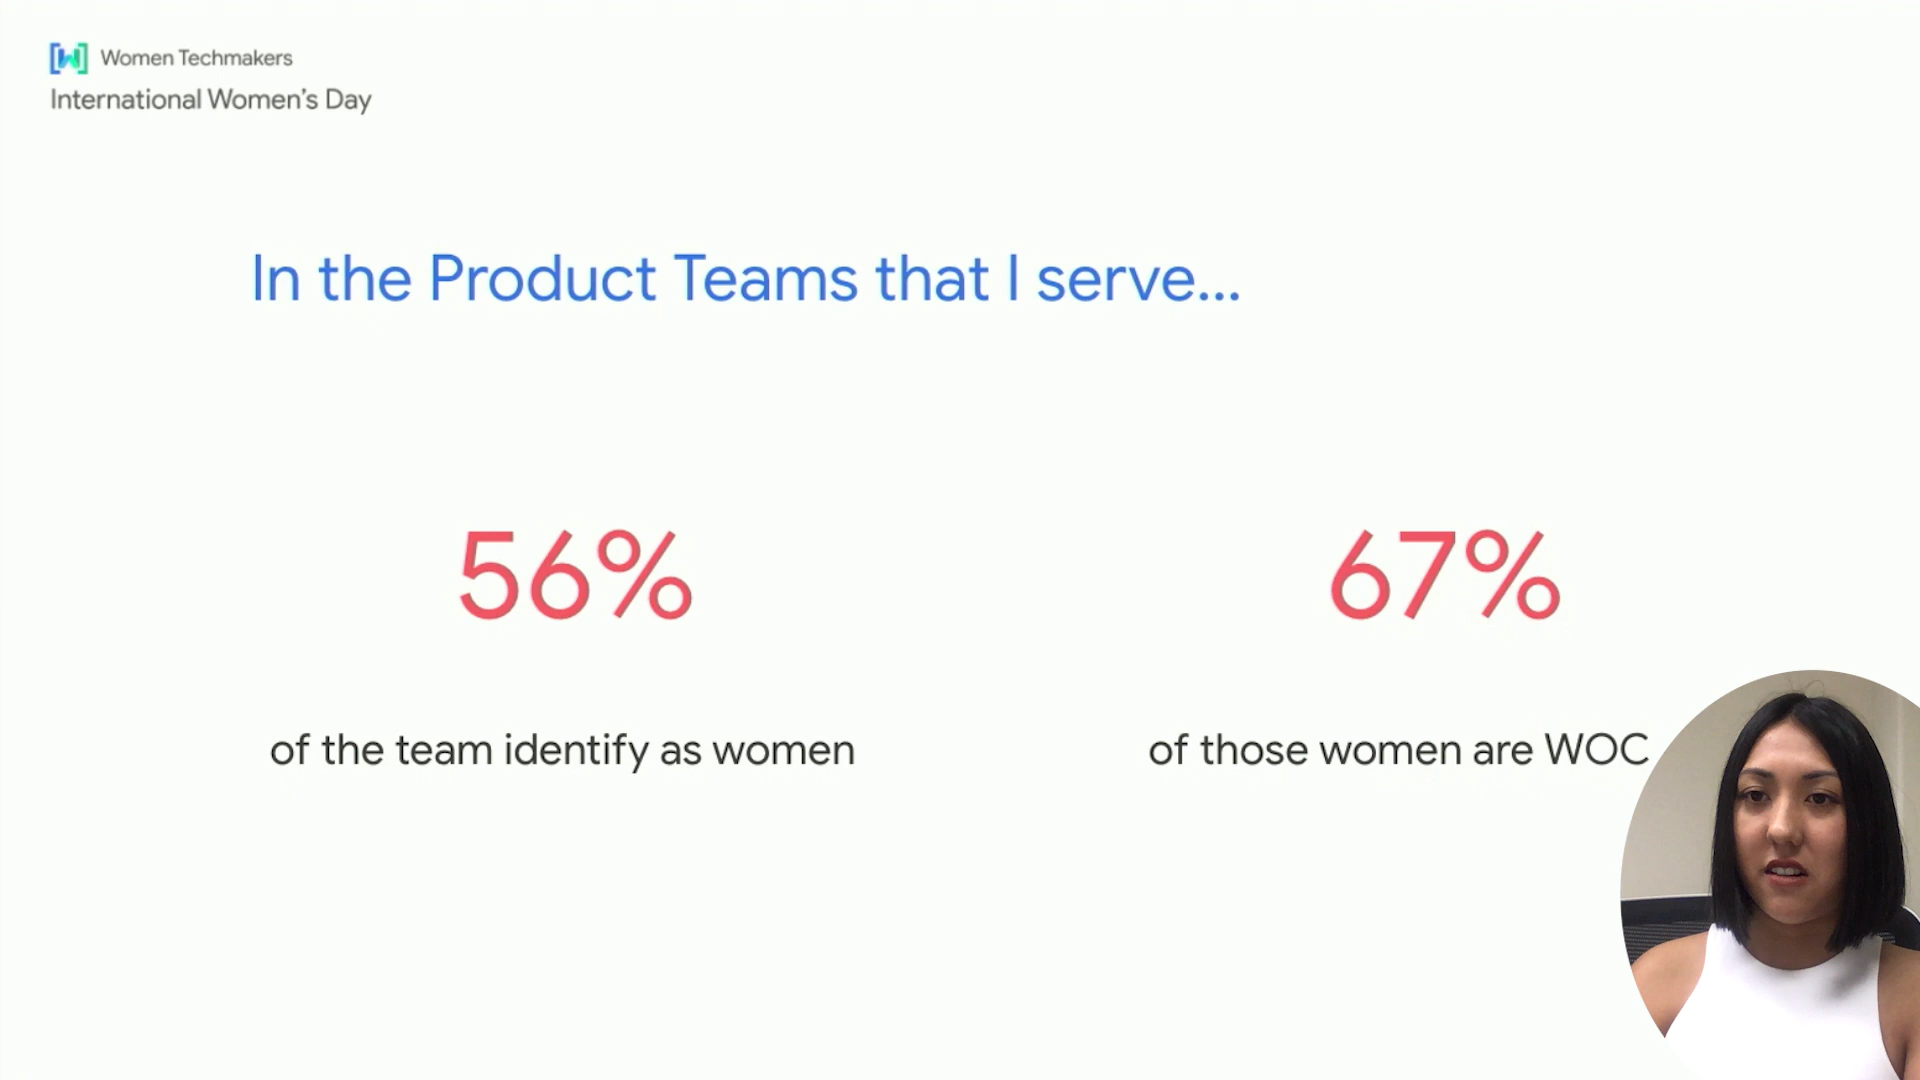 Women Techmakers
International Women's Day
In the Product Teams that I serve...
56%
67%
of the team identify as women
of those women are WOC